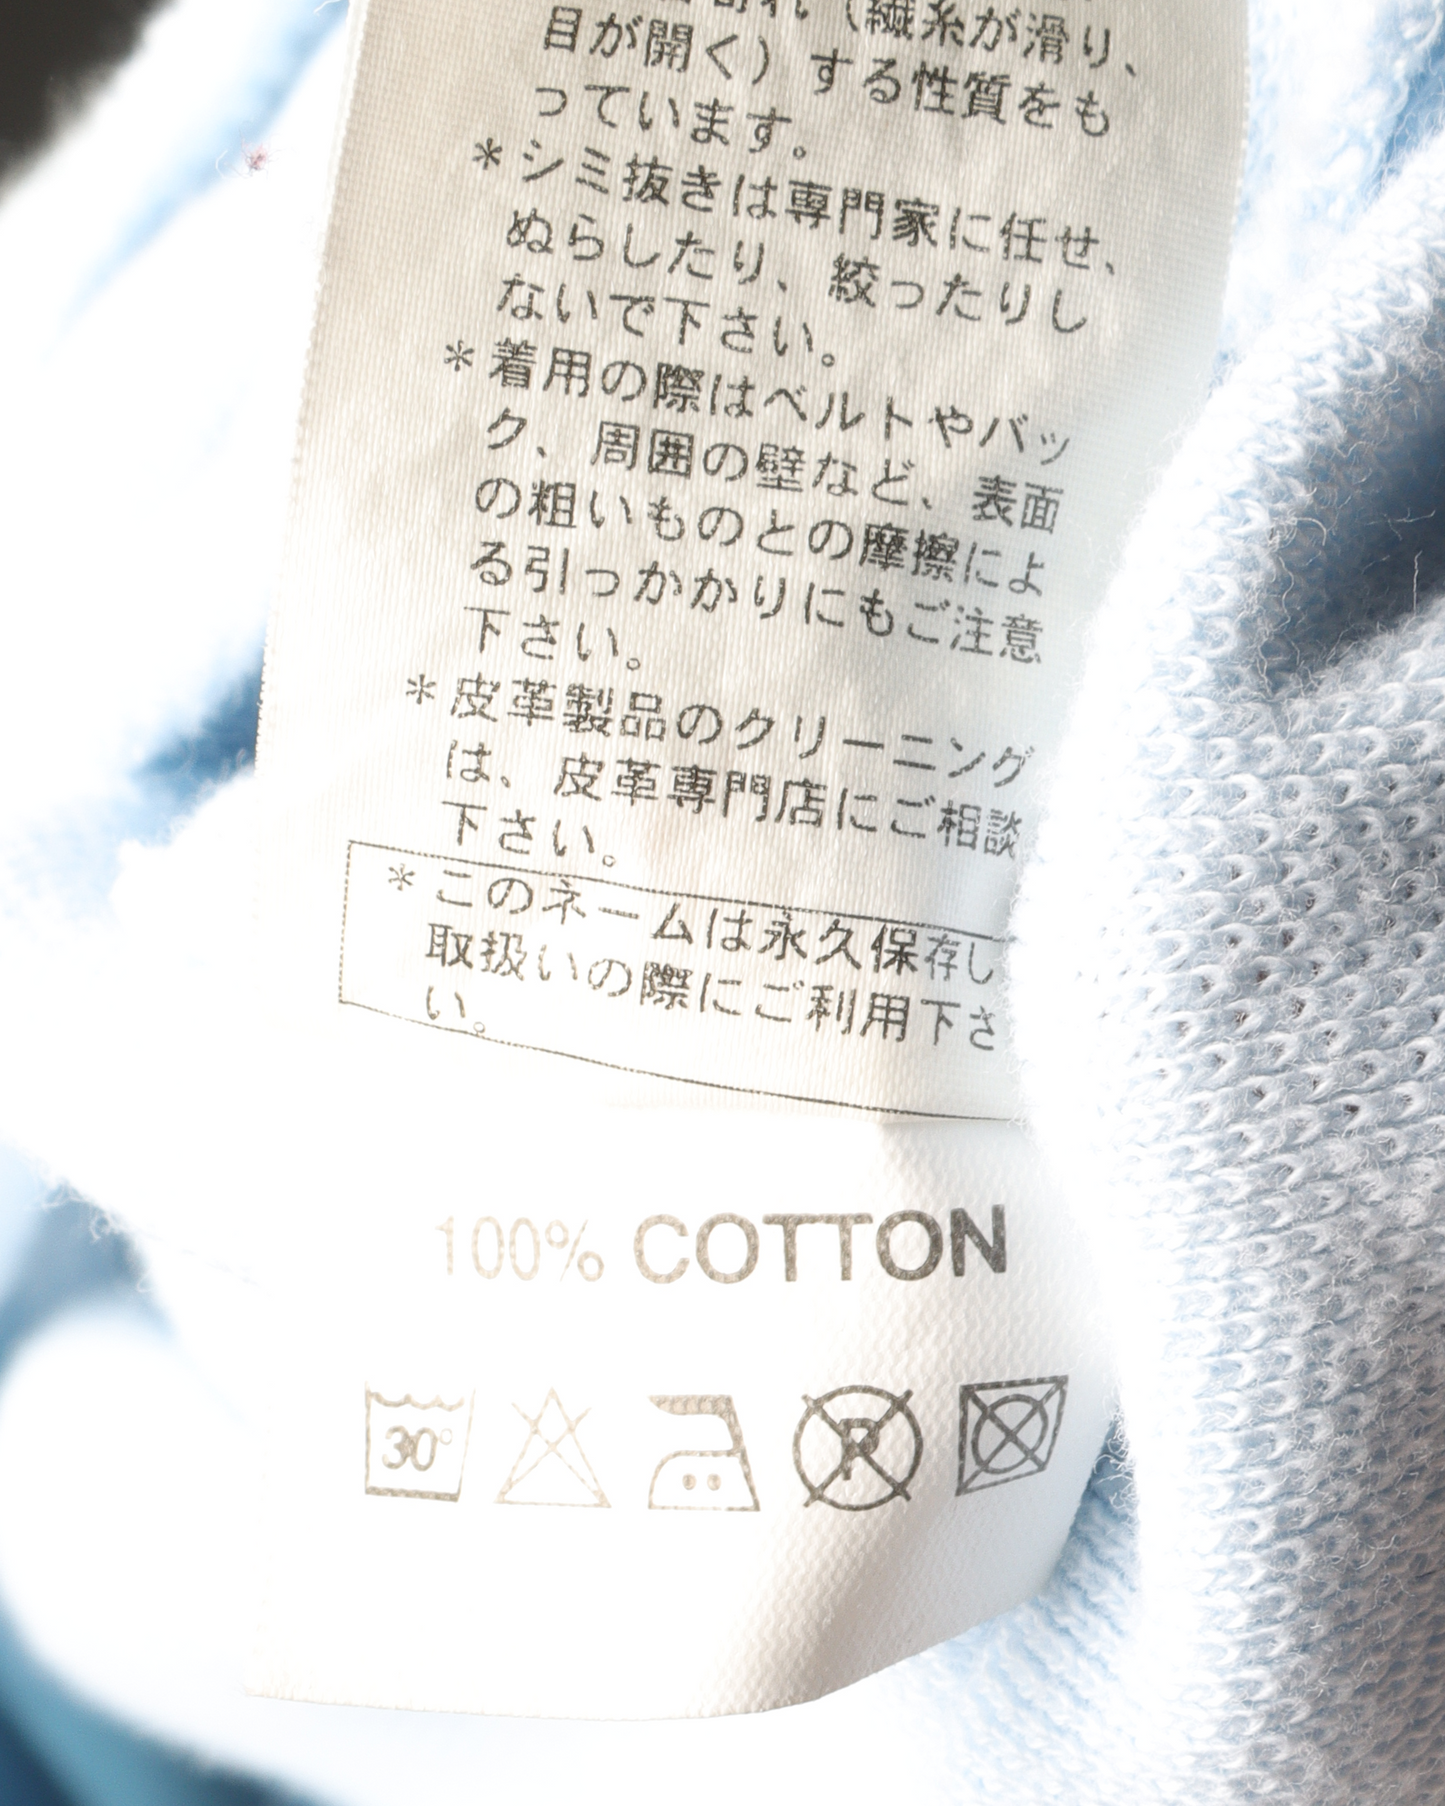 （繊糸が滑り、
目が開く）する性質をも
っています。
＊シミ抜きは専門家に任せ、
ぬらしたり、絞ったりし
ないで下さい。
＊着用の際はベルトやバッ
ク、周囲の壁など、表面
の粗いものとの摩擦によ
る引っかかりにもご注意
下さい。
＊皮革製品のクリーニング
は、皮革専門店にご相談
下さい。
＊このネームは永久保存し
取扱いの際にご利用下さ
い。
100% COTTON
30° P